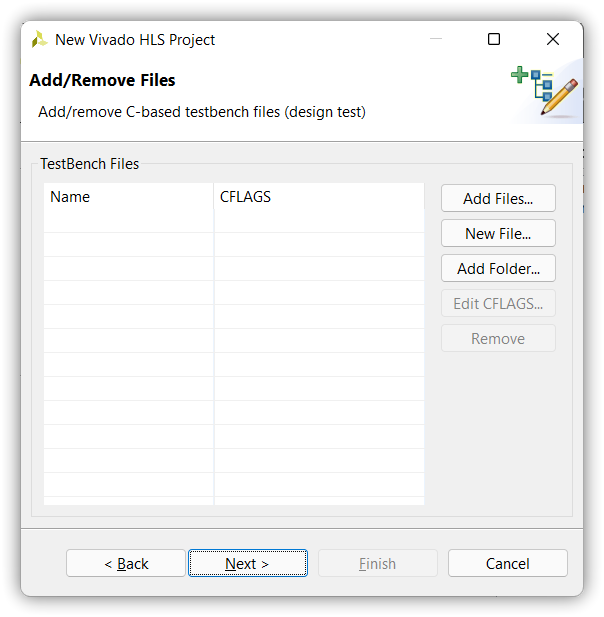 New Vivado HLS Project
Add/Remove Files
Add/remove C-based testbench files (design test)
TestBench Files
Name CFLAGS
Add Files...
New File...
Add Folder...
Edit CFLAGS...
Remove
< Back Next > Finish Cancel